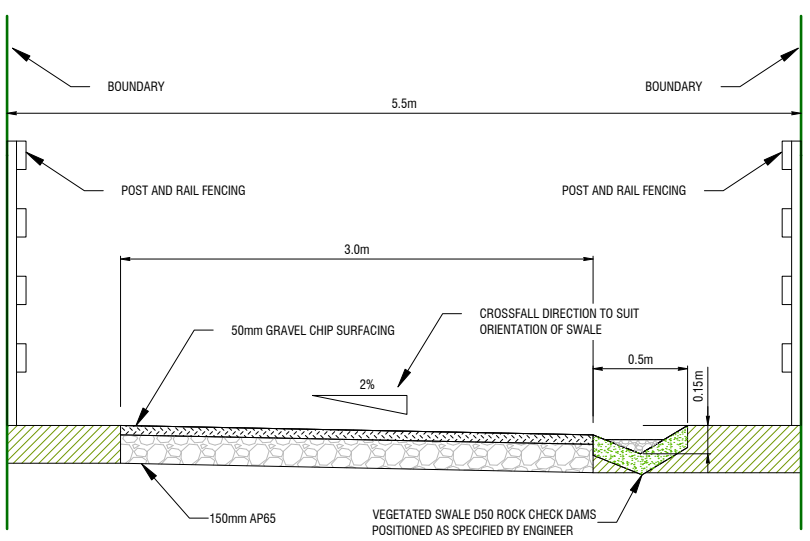 BOUNDARY
BOUNDARY
5.5m
POST AND RAIL FENCING
POST AND RAIL FENCING
3.0m
50mm GRAVEL CHIP SURFACING
CROSSFALL DIRECTION TO SUIT
ORIENTATION OF SWALE
0.5m
2%
0.15m
150mm AP65
VEGETATED SWALE D50 ROCK CHECK DAMS
POSITIONED AS SPECIFIED BY ENGINEER